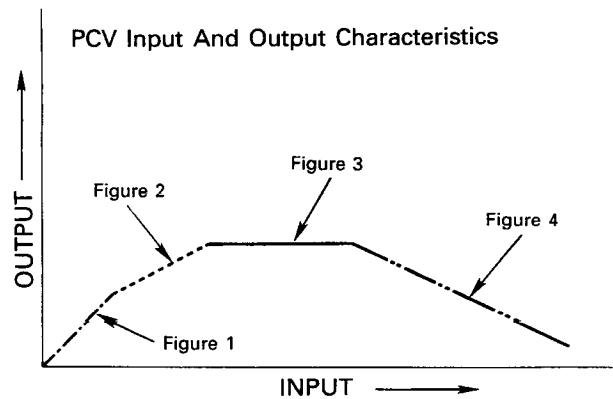 PCV Input And Output Characteristics
Figure 3
Figure 2
Figure 4
OUTPUT
Figure 1
INPUT